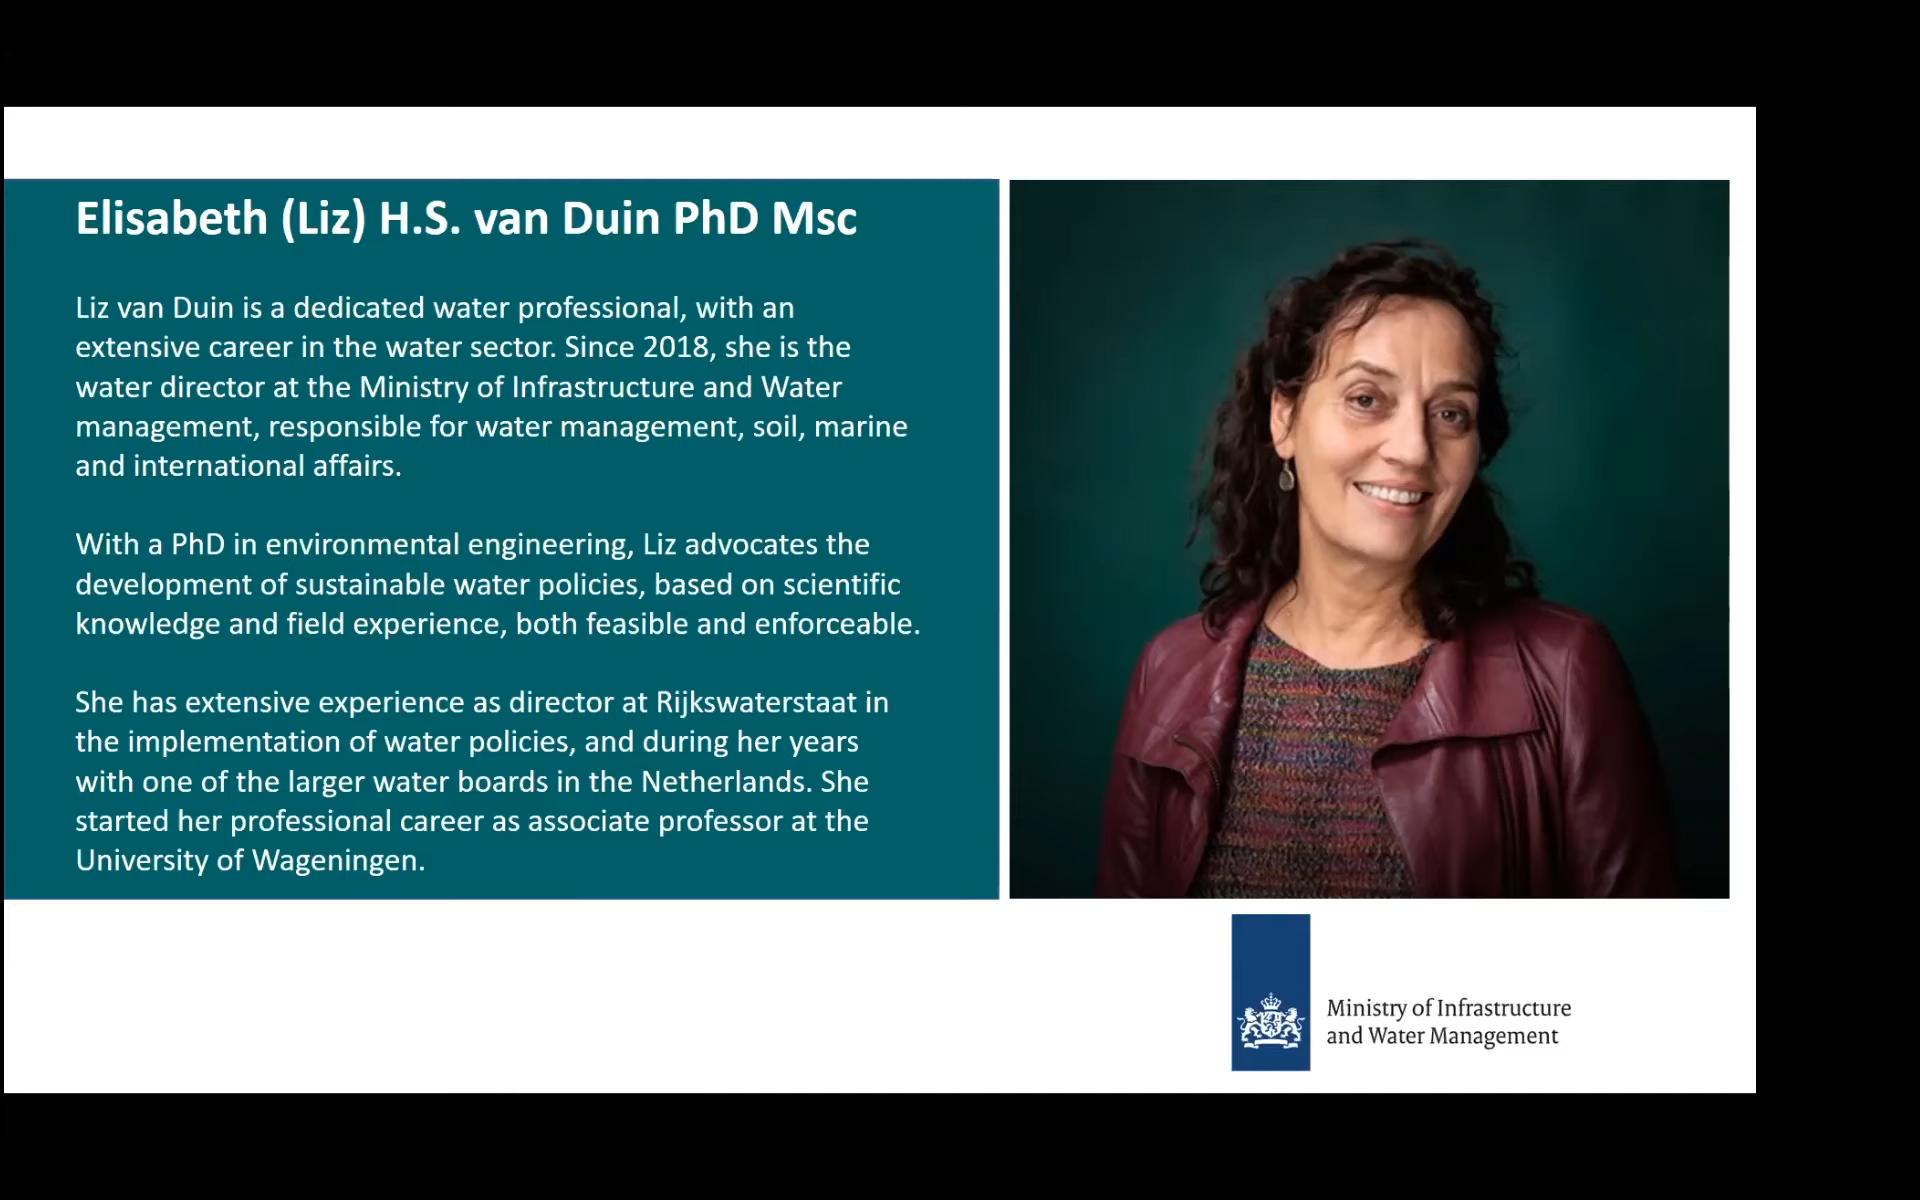 Elisabeth (Liz) H.S. van Duin PhD Msc
Liz van Duin is a dedicated water professional, with an
extensive career in the water sector. Since 2018, she is the
water director at the Ministry of Infrastructure and Water
management, responsible for water management, soil, marine
and international affairs.
With a PhD in environmental engineering, Liz advocates the
development of sustainable water policies, based on scientific
knowledge and field experience, both feasible and enforceable.
She has extensive experience as director at Rijkswaterstaat in
the implementation of water policies, and during her years
with one of the larger water boards in the Netherlands. She
started her professional career as associate professor at the
University of Wageningen.
Ministry of Infrastructure
and Water Management